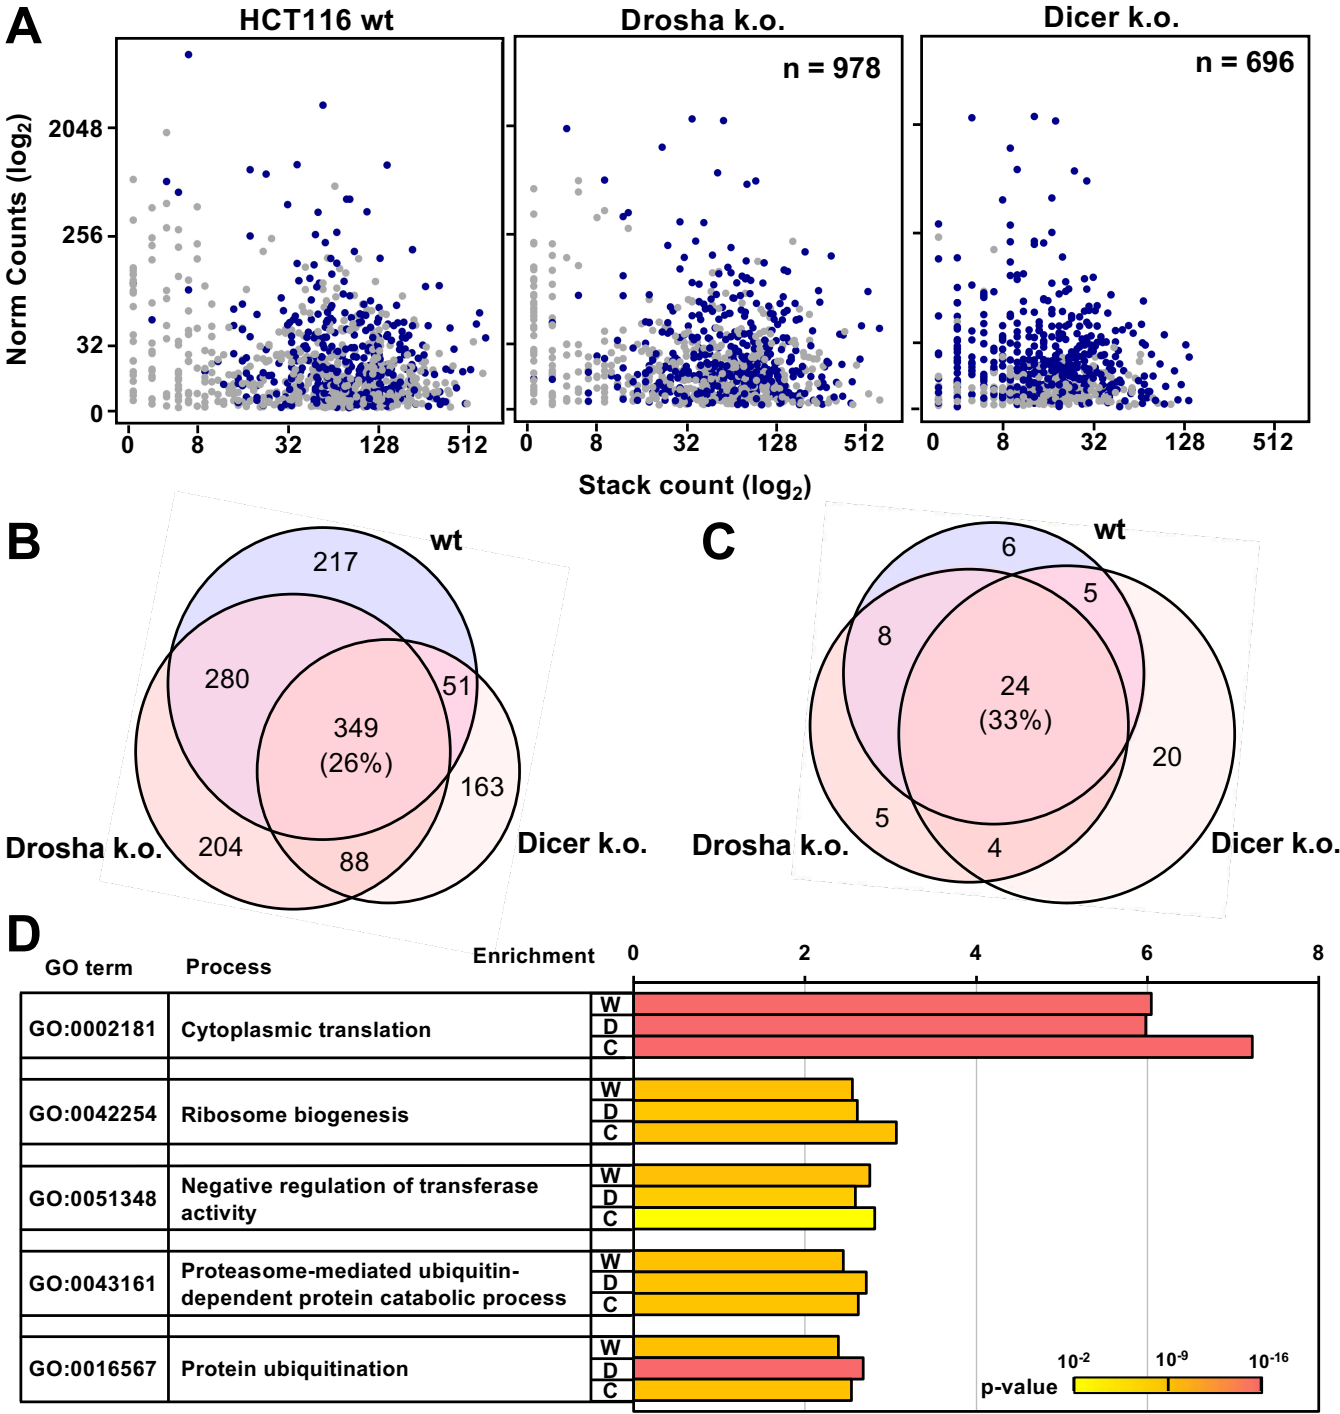 A
HCT116 wt
Drosha k.o.
Dicer k.o.
n = 978
n = 696
Norm Counts (log2)
2048
256
32
0
0 8 32 128 512
0 8 32 128 512
0 8 32 128 512
Stack count (log2)
B
wt
217
280
51
349
(26%)
163
204
88
Drosha k.o.
Dicer k.o.
C
wt
6
5
8
24
(33%)
20
5
4
Drosha k.o.
Dicer k.o.
D
GO term
Process
Enrichment
0 2 4 6 8
GO:0002181
Cytoplasmic translation
W
D
C
GO:0042254
Ribosome biogenesis
W
D
C
GO:0051348
Negative regulation of transferase
activity
W
D
C
GO:0043161
Proteasome-mediated ubiquitin-
dependent protein catabolic process
W
D
C
GO:0016567
Protein ubiquitination
W
D
C
10-2 10-9 10-16
p-value